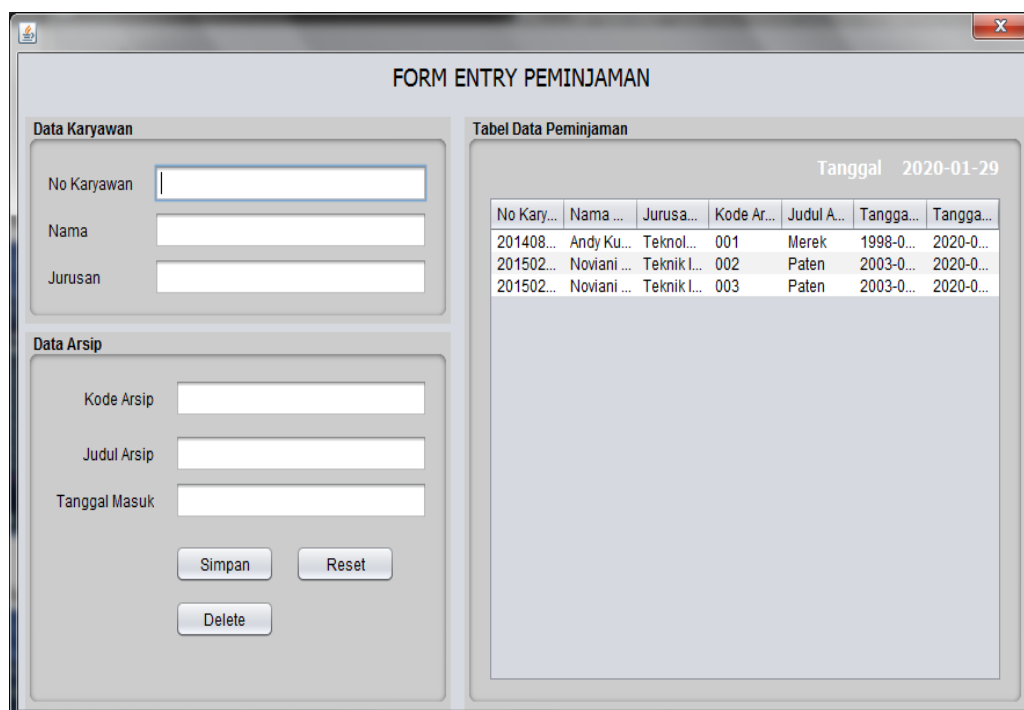 FORM ENTRY PEMINJAMAN
Data Karyawan
No Karyawan
Nama
Jurusan
Data Arsip
Kode Arsip
Judul Arsip
Tanggal Masuk
Simpan Reset
Delete
Tabel Data Peminjaman
Tanggal 2020-01-29
No Kary... Nama ... Jurusa... Kode Ar... Judul A... Tangga... Tangga...
201408... Andy Ku... Teknol... 001 Merek 1998-0... 2020-0...
201502... Noviani ... Teknik I... 002 Paten 2003-0... 2020-0...
201502... Noviani ... Teknik I... 003 Paten 2003-0... 2020-0...